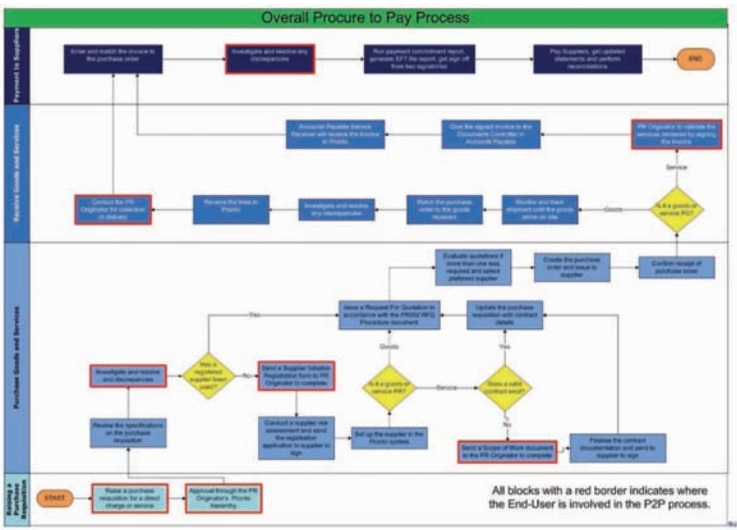 Overall Procure to Pay Process
Payment to Suppliers
Enter and match the invoice to
the purchase order
Investigate and resolve any
discrepancies
Run payment commitment report,
generate EFT file report, get sign off
from two signatories
Pay Suppliers, get updated
statements and perform
reconciliations
END
Receive Goods and Services
Accounts Payable Service
Received will receive the invoice
in Pronto
Give the signed invoice to the
Documents Controller in
Accounts Payable
PR Originator to validate the
services rendered by signing
the invoice
Service
Contact the PR
Originator for collection
or delivery
Receive the lines in
Pronto
Investigate and resolve
any discrepancies
Match the purchase
order to the goods
received
Monitor and track
shipment until the goods
arrive on site
Goods
Is it a goods or
service PO?
Purchase Goods and Services
Evaluate quotations if
more than one was
required and select
preferred supplier
Create the purchase
order and issue to
supplier
Confirm receipt of
purchase order
Yes
Issue a Request For Quotation in
accordance with the
Procedure document
Update the purchase
requisition with contract
details
Goods
Yes
Investigate and resolve
and discrepancies
Has a
registered
supplier been
used?
No
Send a Supplier Initiation
Registration form to PR
Originator to complete
Is it a goods or
service PR?
Service
Does a valid
contract exist?
No
Review the specifications
on the purchase
requisition
Conduct a supplier risk
assessment and send
the registration
application to supplier to
sign
Set up the supplier in the
Pronto system
Send a Scope of Work document
to the PR Originator to complete
Finalise the contract
documentation and send to
supplier to sign
Raising a
Purchase
Requisition
START
Raise a purchase
requisition for a direct
charge or service
Approval through the PR
Originator's Pronto
hierarchy
All blocks with a red border indicates where
the End-User is involved in the P2P process.